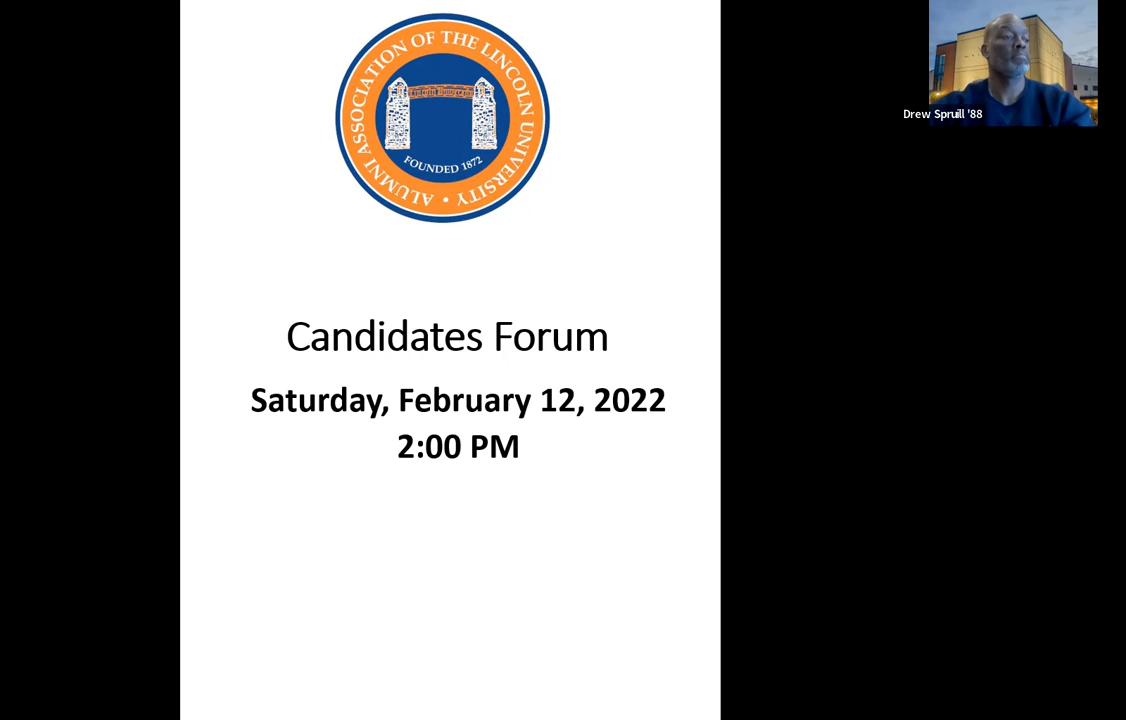 ALUMNI ASSOCIATION OF THE LINCOLN UNIVERSITY •
FOUNDED 1872
Candidates Forum
Saturday, February 12, 2022
2:00 PM
Drew Spruill '88